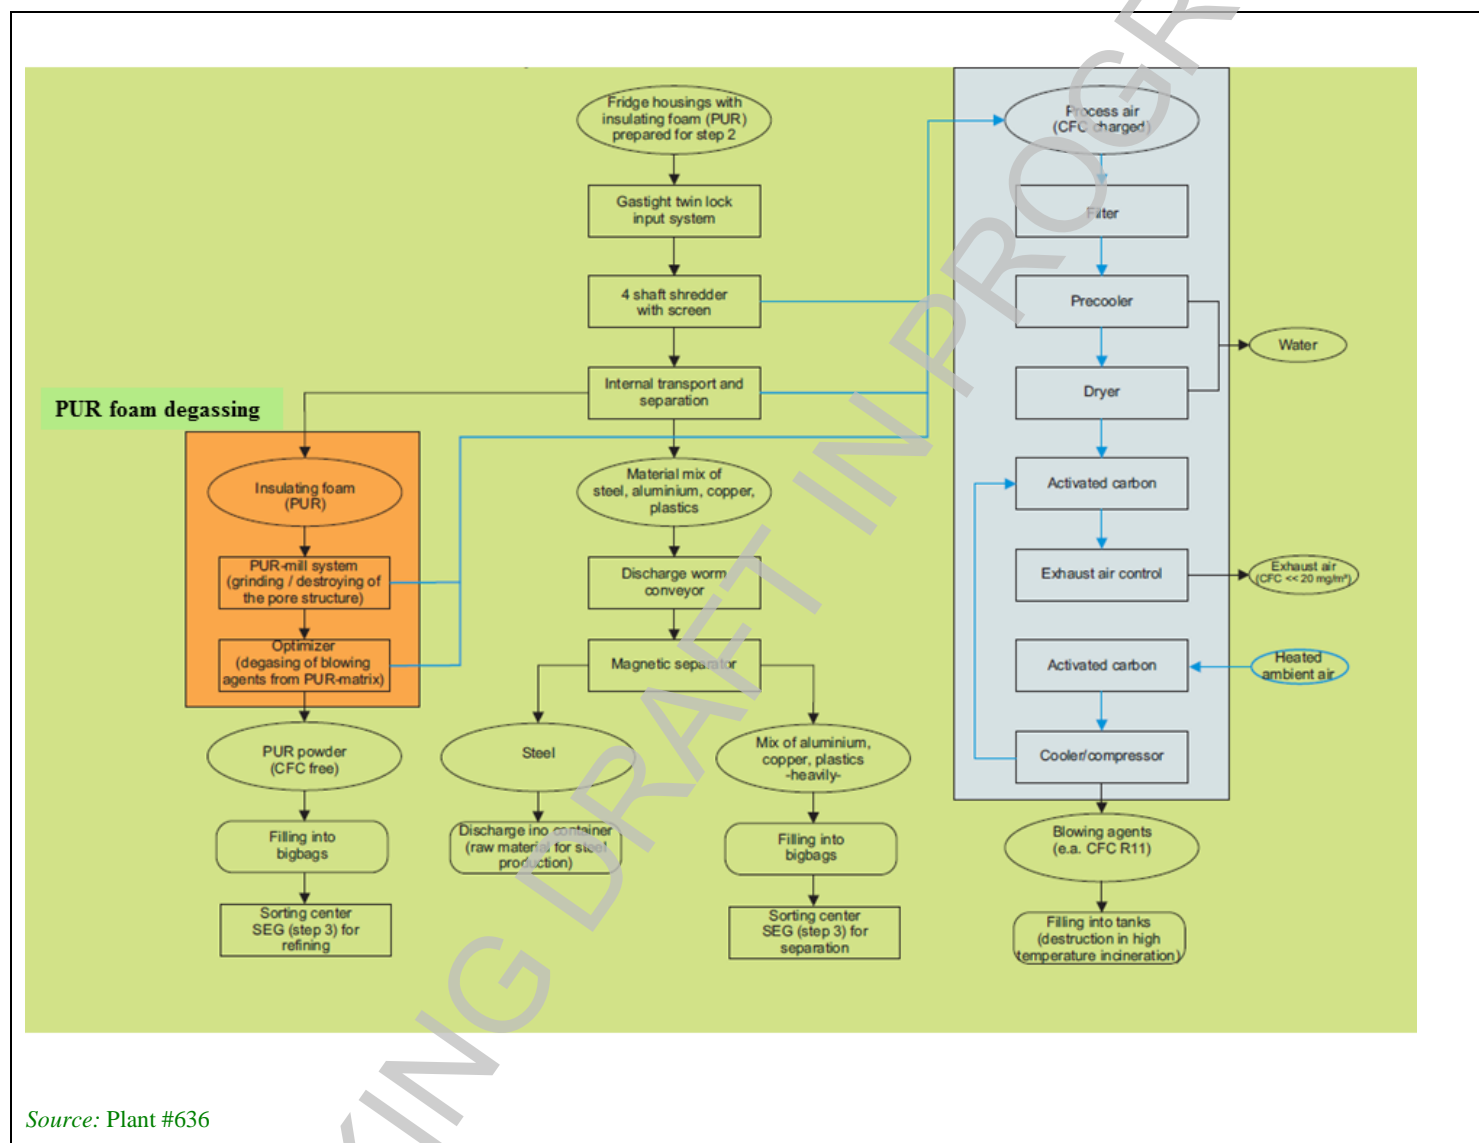 Fridge housings with
insulating foam (PUR)
prepared for step 2
Gastight twin lock
input system
4 shaft shredder
with screen
Internal transport and
separation
PUR foam degassing
Insulating foam
(PUR)
PUR-mill system
(grinding / destroying of
the pore structure)
Optimizer
(degasing of blowing
agents from PUR-matrix)
PUR powder
(CFC free)
Filling into
bigbags
Sorting center
SEG (step 3) for
refining
Material mix of
steel, aluminium, copper,
plastics
Discharge worm
conveyor
Magnetic separator
Steel
Discharge ino container
(raw material for steel
production)
Mix of aluminium,
copper, plastics
-heavily-
Filling into
bigbags
Sorting center
SEG (step 3) for
separation
Process air
(CFC charged)
Filter
Precooler
Water
Dryer
Activated carbon
Exhaust air control
Exhaust air
(CFC << 20 mg/m³)
Activated carbon
Heated
ambient air
Cooler/compressor
Blowing agents
(e.a. CFC R11)
Filling into tanks
(destruction in high
temperature incineration)
KING DRAFT IN PROGR
Source: Plant #636